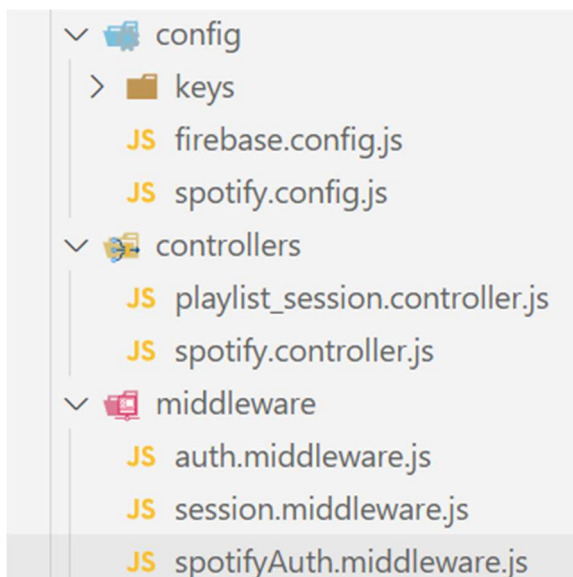 config
keys
JS firebase.config.js
JS spotify.config.js
controllers
JS playlist_session.controller.js
JS spotify.controller.js
middleware
JS auth.middleware.js
JS session.middleware.js
JS spotifyAuth.middleware.js